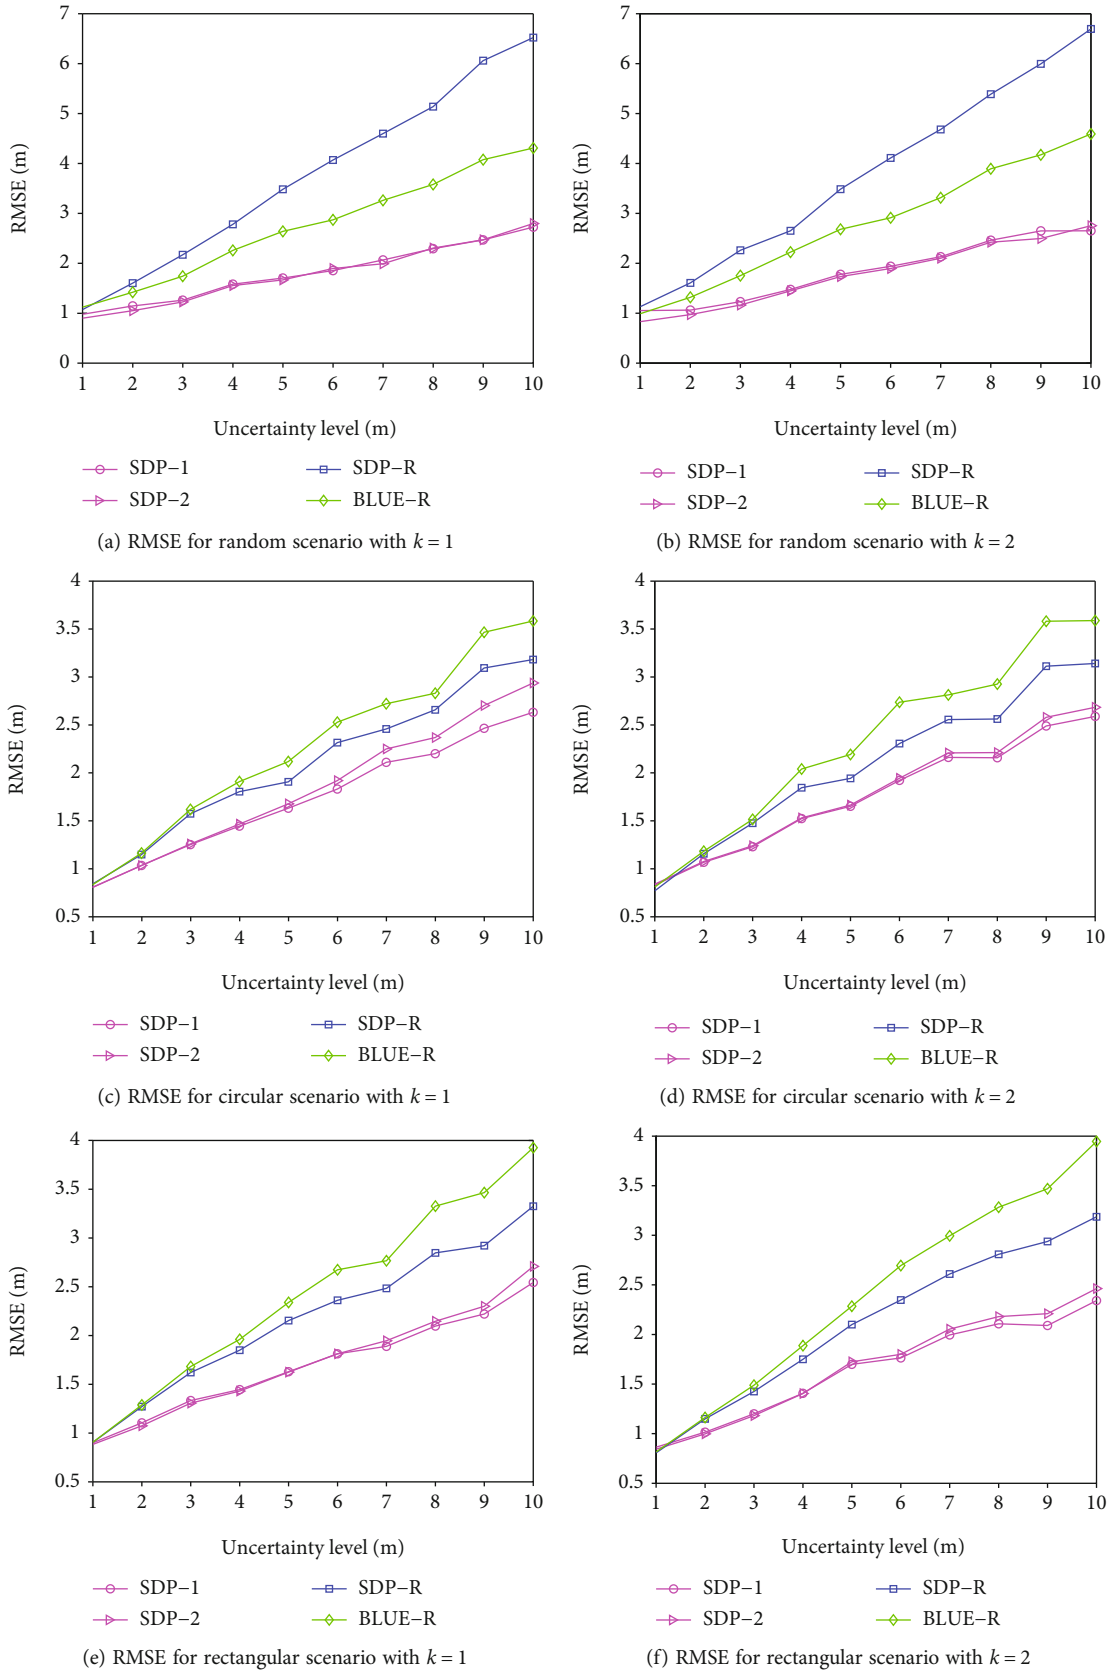 7
6
5
4
3
2
1
0
RMSE (m)
1 2 3 4 5 6 7 8 9 10
Uncertainty level (m)
SDP−1 SDP−R
SDP−2 BLUE−R
(a) RMSE for random scenario with k = 1
7
6
5
4
3
2
1
0
RMSE (m)
1 2 3 4 5 6 7 8 9 10
Uncertainty level (m)
SDP−1 SDP−R
SDP−2 BLUE−R
(b) RMSE for random scenario with k = 2
4
3.5
3
2.5
2
1.5
1
0.5
RMSE (m)
1 2 3 4 5 6 7 8 9 10
Uncertainty level (m)
SDP−1 SDP−R
SDP−2 BLUE−R
(c) RMSE for circular scenario with k = 1
4
3.5
3
2.5
2
1.5
1
0.5
RMSE (m)
1 2 3 4 5 6 7 8 9 10
Uncertainty level (m)
SDP−1 SDP−R
SDP−2 BLUE−R
(d) RMSE for circular scenario with k = 2
4
3.5
3
2.5
2
1.5
1
0.5
RMSE (m)
1 2 3 4 5 6 7 8 9 10
Uncertainty level (m)
SDP−1 SDP−R
SDP−2 BLUE−R
(e) RMSE for rectangular scenario with k = 1
4
3.5
3
2.5
2
1.5
1
0.5
RMSE (m)
1 2 3 4 5 6 7 8 9 10
Uncertainty level (m)
SDP−1 SDP−R
SDP−2 BLUE−R
(f) RMSE for rectangular scenario with k = 2